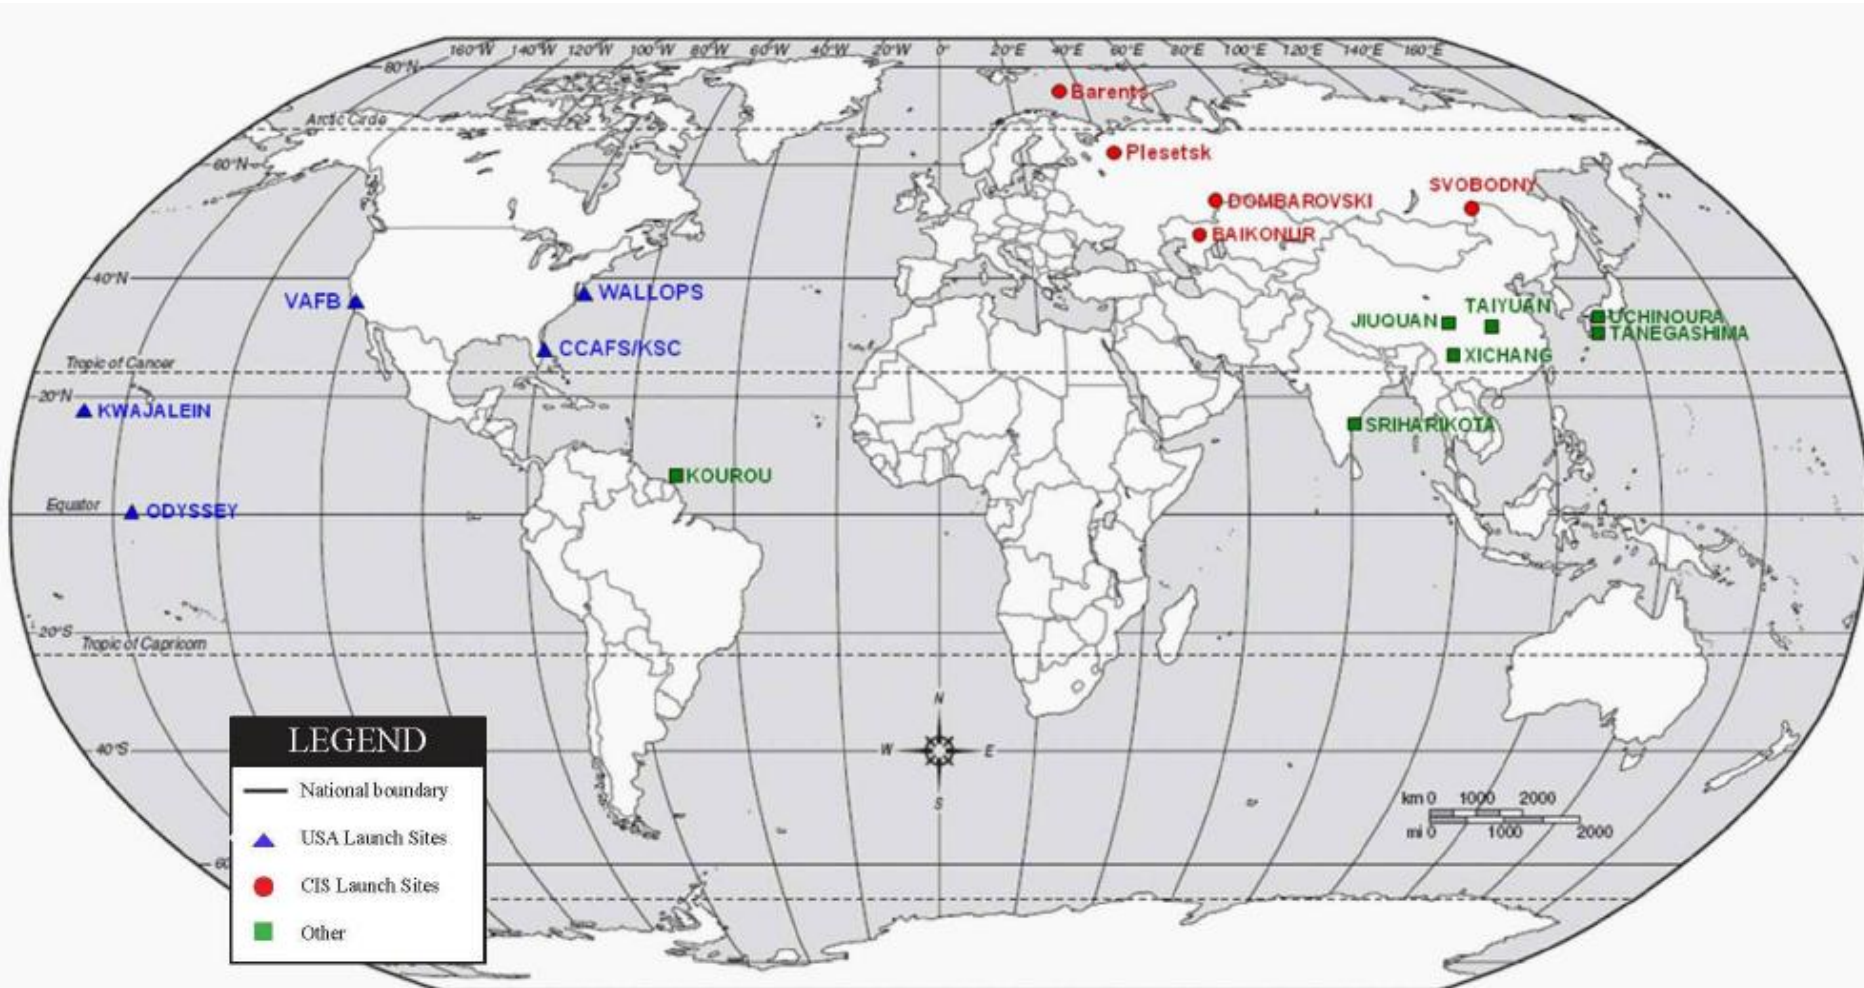 160°W 140°W 120°W 100°W 80°W 60°W 40°W 20°W 0° 20°E 40°E 60°E 80°E 100°E 120°E 140°E 160°E
80°N
Barents
Arctic Circle
Plesetsk
60°N
SVOBODNY
DOMBAROVSKI
BAIKONUR
40°N
VAFB
WALLOPS
TAIYUAN
JIUQUAN
UCHINOURA
TANEGASHIMA
CCAFS/KSC
XICHANG
Tropic of Cancer
20°N
KWAJALEIN
SRIHARIKOTA
KOUROU
Equator
ODYSSEY
20°S
Tropic of Capricorn
N
W E
S
40°S
LEGEND
National boundary
USA Launch Sites
CIS Launch Sites
Other
km 0 1000 2000
mi 0 1000 2000
60